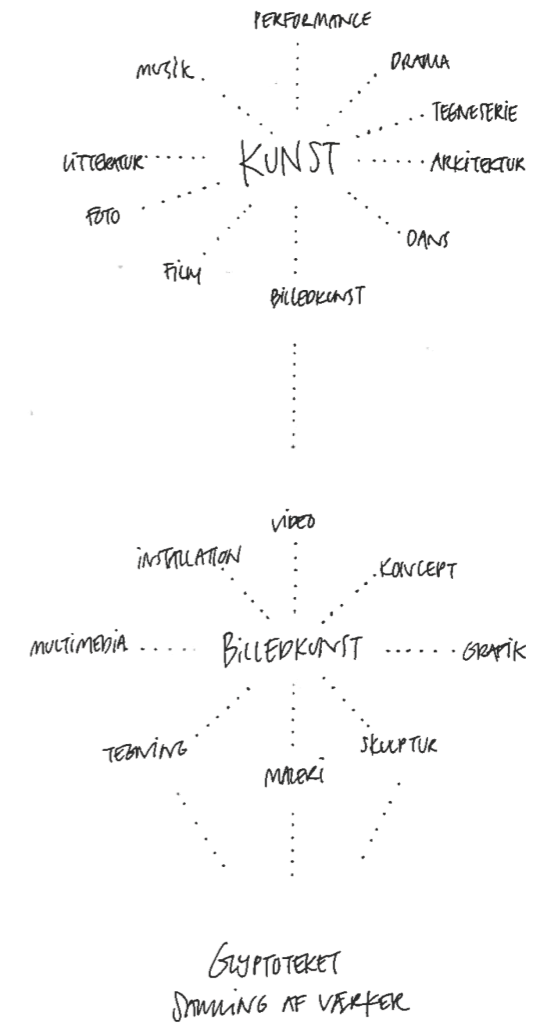 PERFORMANCE
MUSIK
DRAMA
TEGNESERIE
LITTERATUR
KUNST
ARKITEKTUR
FOTO
DANS
FILM
BILLEDKUNST
VIDEO
INSTALLATION
KONCEPT
MULTIMEDIA
BILLEDKUNST
GRAFIK
TEGNING
MALERI
SKULPTUR
GLYPTOTEKET
SAMLING AF VÆRKER